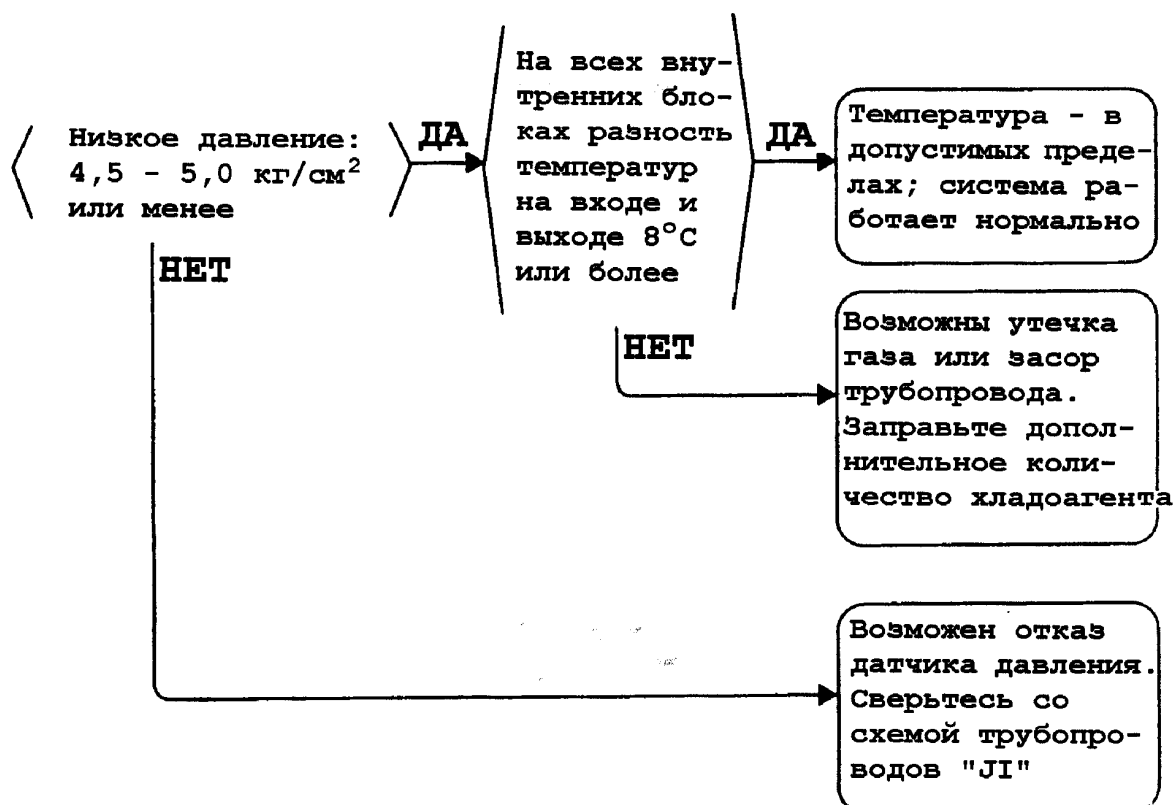 Низкое давление:
4,5 - 5,0 кг/см²
или менее
ДА
НЕТ
На всех вну-
тренних бло-
ках разность
температур
на входе и
выходе 8°C
или более
ДА
НЕТ
Температура - в
допустимых преде-
лах; система ра-
ботает нормально
Возможны утечка
газа или засор
трубопровода.
Заправьте допол-
нительное коли-
чество хладоагента
Возможен отказ
датчика давления.
Сверьтесь со
схемой трубопро-
водов "JI"